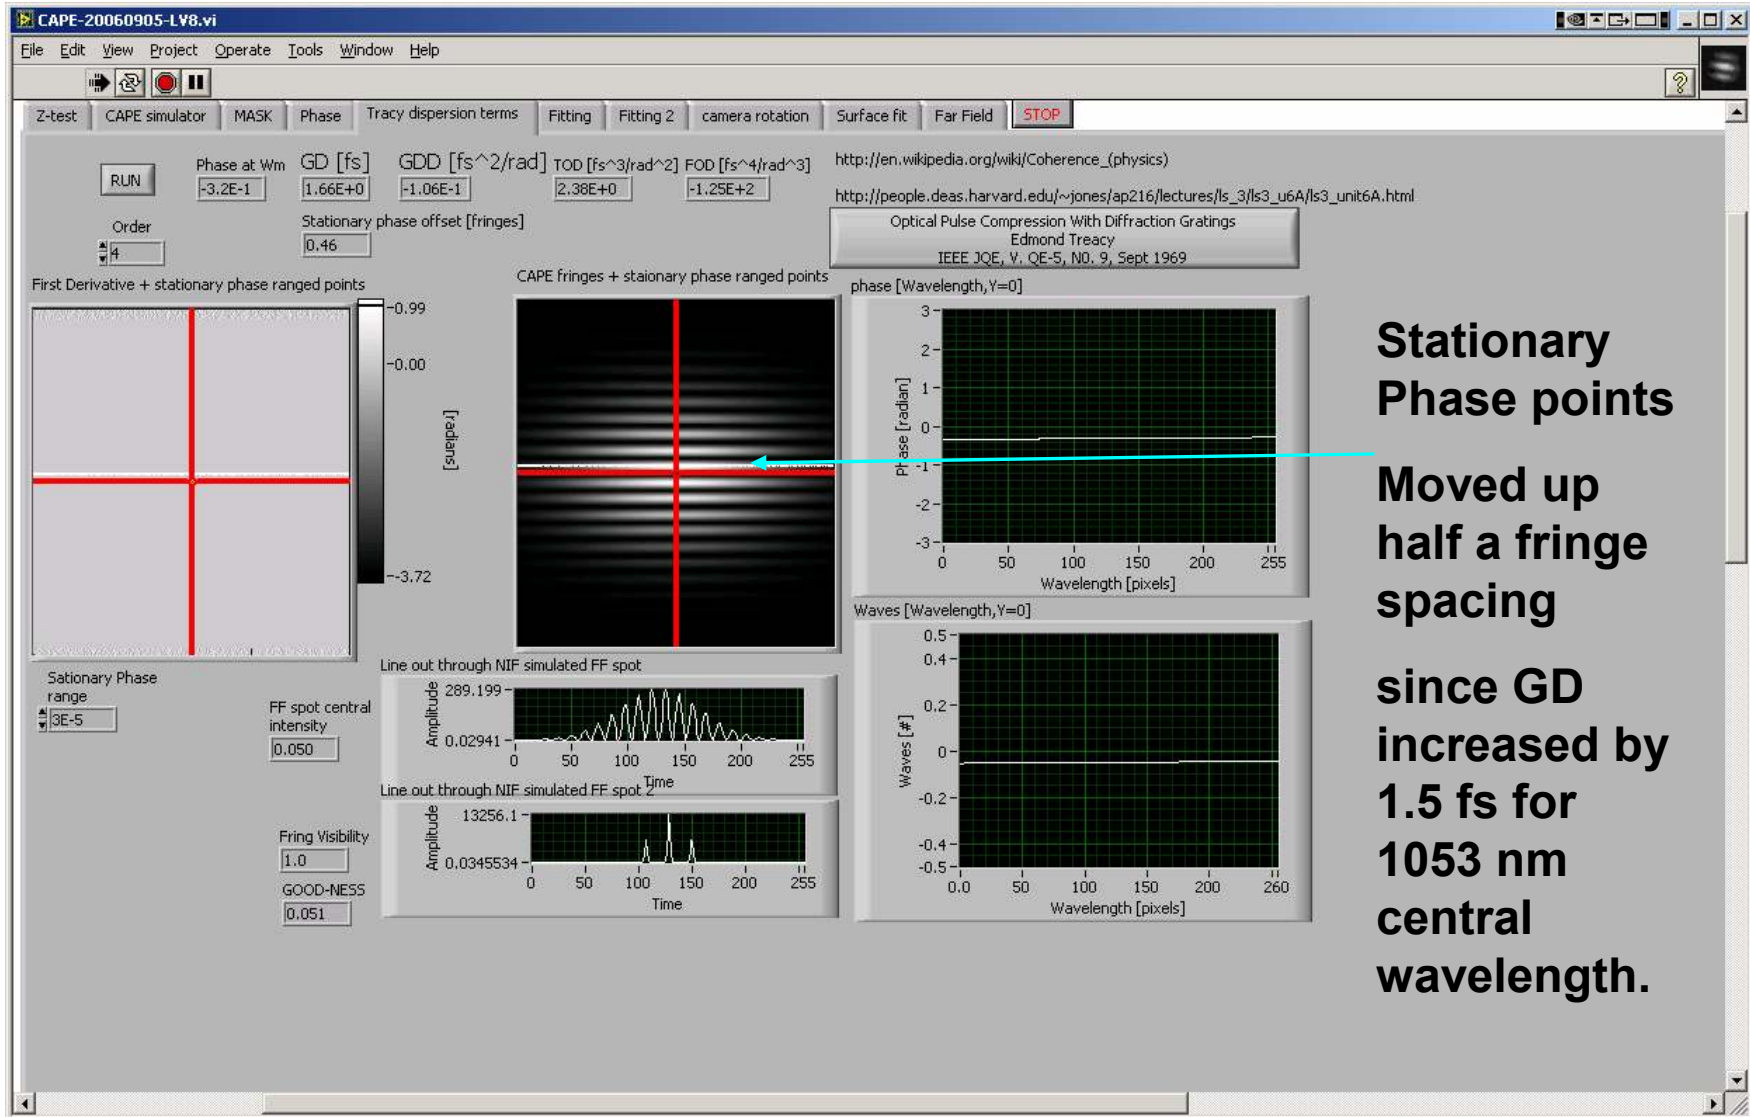 CAPE-20060905-LV8.vi
File Edit View Project Operate Tools Window Help
Z-test CAPE simulator MASK Phase Tracy dispersion terms Fitting Fitting 2 camera rotation Surface fit Far Field STOP
RUN
Phase at Wm
-3.2E-1
GD [fs]
1.66E+0
GDD [fs^2/rad]
-1.06E-1
TOD [fs^3/rad^2]
2.38E+0
FOD [fs^4/rad^3]
-1.25E+2
http://en.wikipedia.org/wiki/Coherence_(physics)
http://people.deas.harvard.edu/~jones/ap216/lectures/ls_3/ls3_u6A/ls3_unit6A.html
Order
4
Stationary phase offset [fringes]
0.46
Optical Pulse Compression With Diffraction Gratings
Edmond Treacy
IEEE JQE, V. QE-5, N0. 9, Sept 1969
First Derivative + stationary phase ranged points
-0.99
-0.00
--3.72
[radians]
CAPE fringes + staionary phase ranged points
phase [Wavelength,Y=0]
Phase [radian]
3
2
1
0
-1
-2
-3
0 50 100 150 200 255
Wavelength [pixels]
Stationary
Phase points
Moved up
half a fringe
spacing
since GD
increased by
1.5 fs for
1053 nm
central
wavelength.
Sationary Phase
range
3E-5
FF spot central
intensity
0.050
Line out through NIF simulated FF spot
Amplitude
289.199
0.02941
0 50 100 150 200 255
Time
Line out through NIF simulated FF spot 2
Amplitude
13256.1
0.0345534
0 50 100 150 200 255
Time
Fring Visibility
1.0
GOOD-NESS
0.051
Waves [Wavelength,Y=0]
Waves [#]
0.5
0.4
0.2
0
-0.2
-0.4
-0.5
0.0 50 100 150 200 260
Wavelength [pixels]